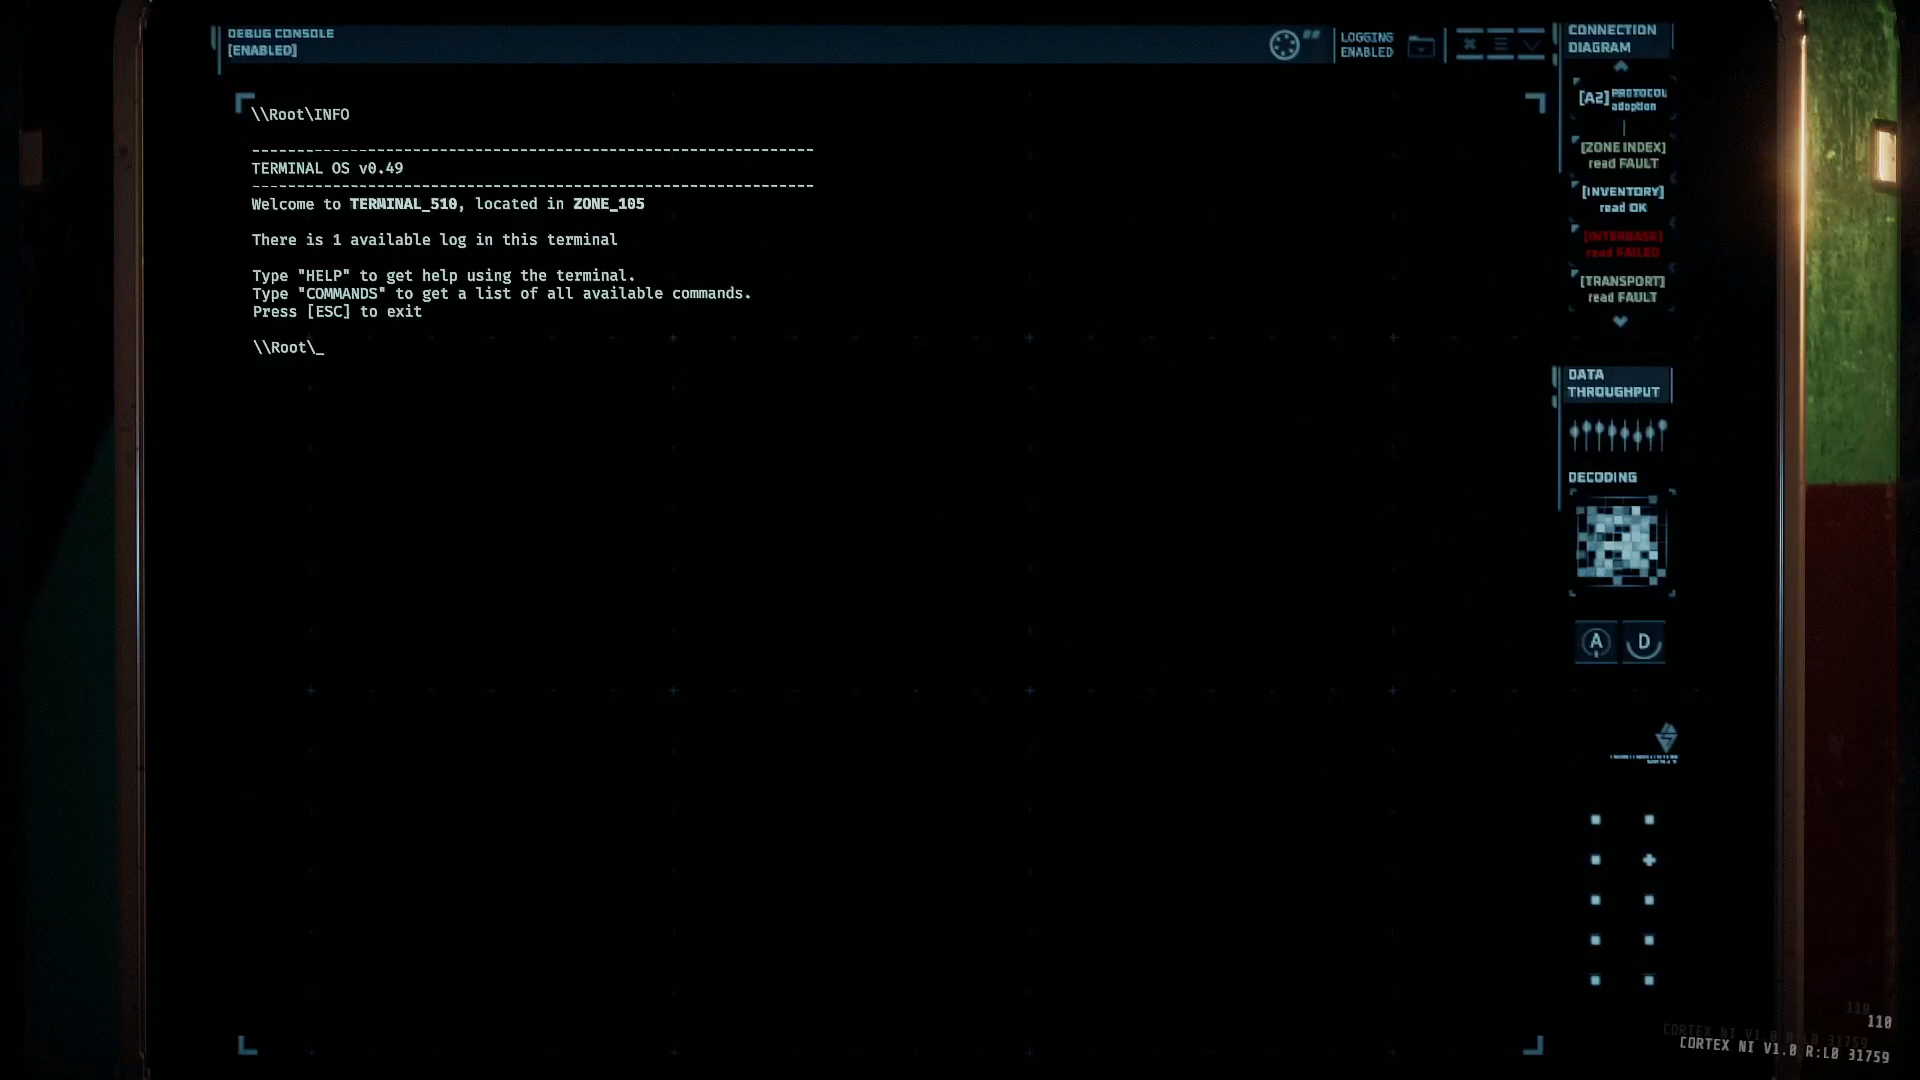 DEBUG CONSOLE
[ENABLED]
LOGGING
ENABLED
\\Root\INFO
---------------------------------------------------------------
TERMINAL OS v0.49
---------------------------------------------------------------
Welcome to TERMINAL_510, located in ZONE_105
There is 1 available log in this terminal
Type "HELP" to get help using the terminal.
Type "COMMANDS" to get a list of all available commands.
Press [ESC] to exit
\\Root\_
CONNECTION
DIAGRAM
[A2] PROTOCOL
adoption
[ZONE INDEX]
read FAULT
[INVENTORY]
read OK
[INTERBASE]
read FAILED
[TRANSPORT]
read FAULT
DATA
THROUGHPUT
DECODING
A D
110
CORTEX NI V1.0 R:L0 31759